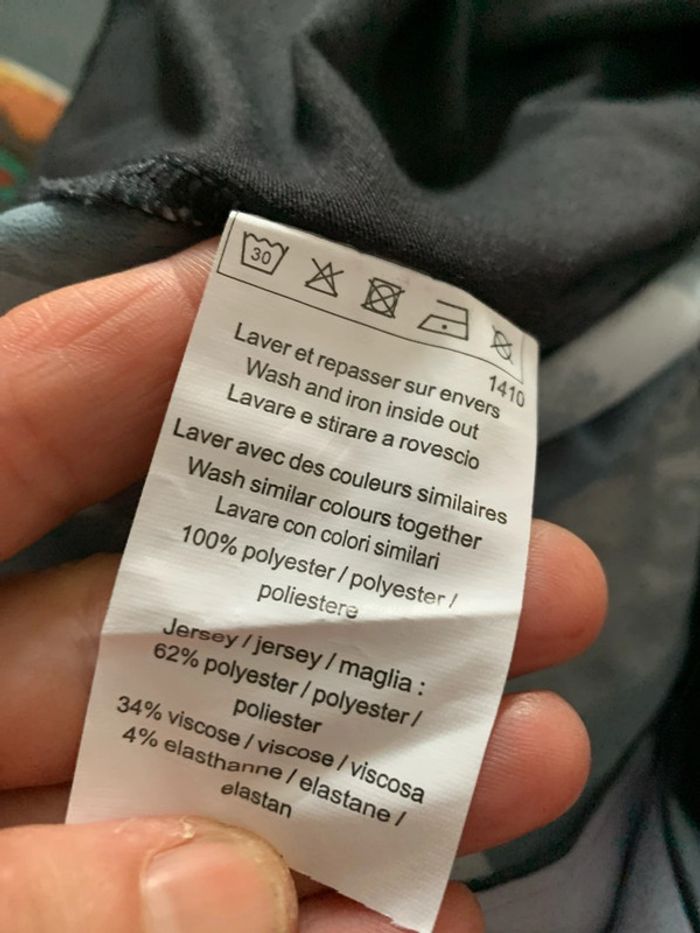 30
1410
Laver et repasser sur envers
Wash and iron inside out
Lavare e stirare a rovescio
Laver avec des couleurs similaires
Wash similar colours together
Lavare con colori similari
100% polyester / polyester /
poliestere
Jersey / jersey / maglia :
62% polyester / polyester /
poliester
34% viscose / viscose / viscosa
4% elasthanne / elastane /
elastan